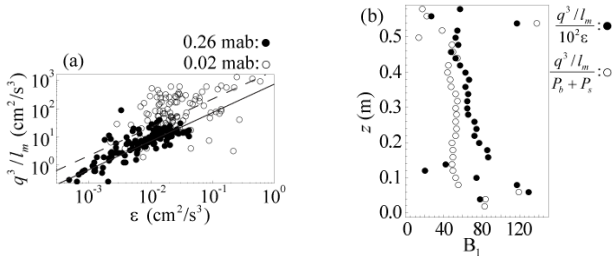 (a)
0.26 mab: ●
0.02 mab: ○
10³
10²
10¹
10⁰
q³/lₘ (cm²/s³)
10⁻³ 10⁻² 10⁻¹ 10⁰
ε (cm²/s³)
(b)
0.5
0.4
0.3
0.2
0.1
0.0
z (m)
0 40 80 120
B₁
q³/lₘ
10²ε
: ●
q³/lₘ
P_b + P_s
: ○